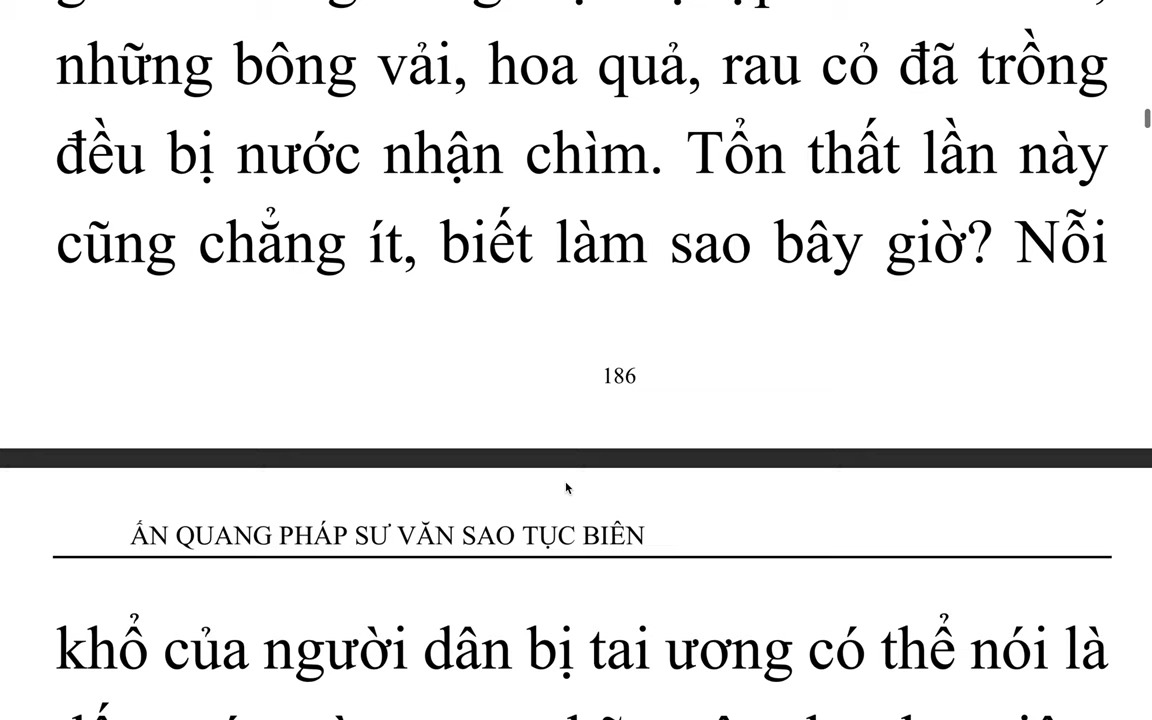 những bông vải, hoa quả, rau cỏ đã trồng
đều bị nước nhận chìm. Tổn thất lần này
cũng chẳng ít, biết làm sao bây giờ? Nỗi
186
ẤN QUANG PHÁP SƯ VĂN SAO TỤC BIÊN
khổ của người dân bị tai ương có thể nói là